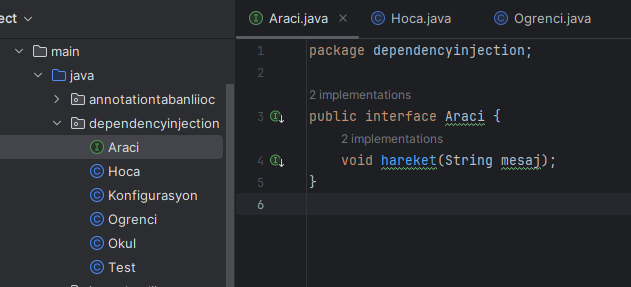 ect
main
java
annotationtabanliioc
dependencyinjection
Araci
Hoca
Konfigurasyon
Ogrenci
Okul
Test
Araci.java
Hoca.java
Ogrenci.java
1 package dependencyinjection;
2
2 implementations
3 public interface Araci {
2 implementations
4 void hareket(String mesaj);
5 }
6